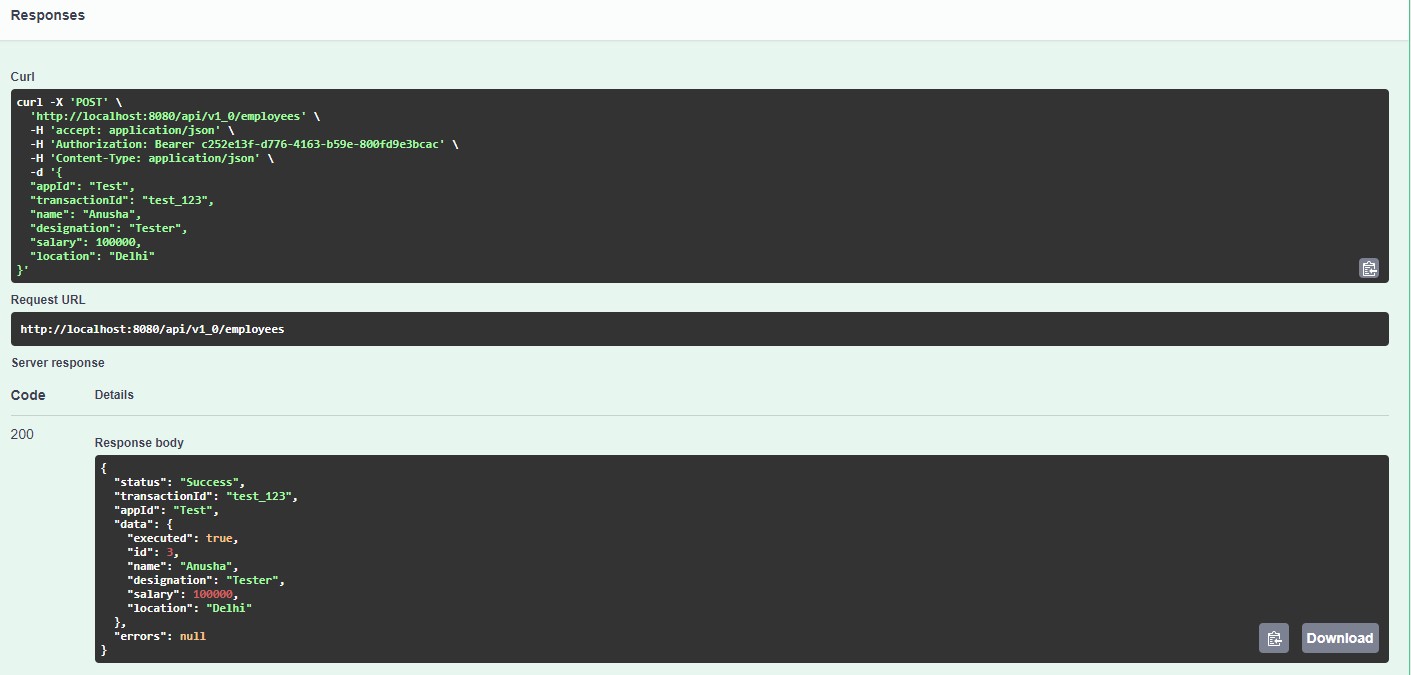 Responses
Curl
curl -X 'POST' \
  'http://localhost:8080/api/v1_0/employees' \
  -H 'accept: application/json' \
  -H 'Authorization: Bearer c252e13f-d776-4163-b59e-800fd9e3bcac' \
  -H 'Content-Type: application/json' \
  -d '{
  "appId": "Test",
  "transactionId": "test_123",
  "name": "Anusha",
  "designation": "Tester",
  "salary": 100000,
  "location": "Delhi"
}'
Request URL
http://localhost:8080/api/v1_0/employees
Server response
Code Details
200
Response body
{
  "status": "Success",
  "transactionId": "test_123",
  "appId": "Test",
  "data": {
    "executed": true,
    "id": 3,
    "name": "Anusha",
    "designation": "Tester",
    "salary": 100000,
    "location": "Delhi"
  },
  "errors": null
}
Download